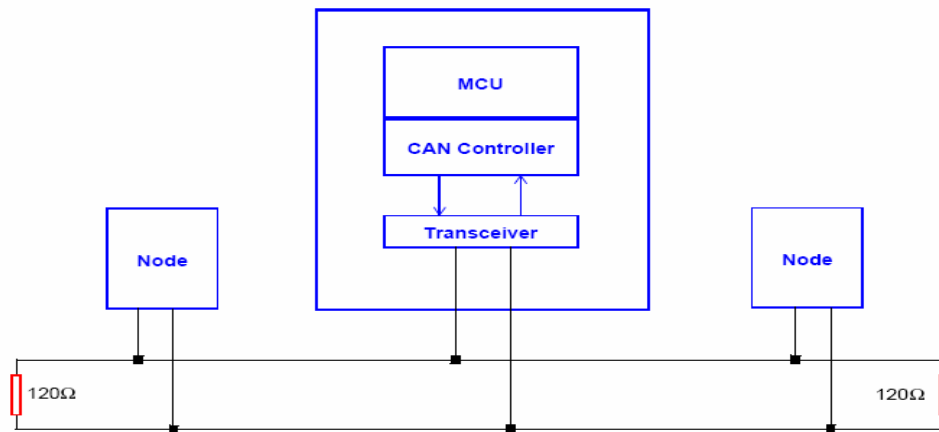 MCU
CAN Controller
Transceiver
Node
Node
120Ω
120Ω